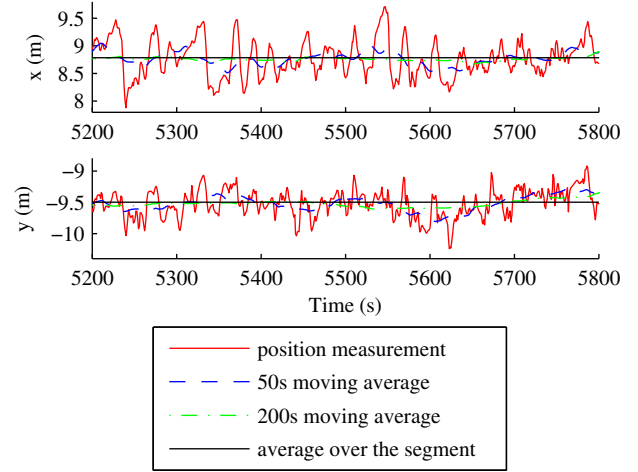 9.5
9
8.5
8
x (m)
5200 5300 5400 5500 5600 5700 5800
−9
−9.5
−10
y (m)
5200 5300 5400 5500 5600 5700 5800
Time (s)
position measurement
50s moving average
200s moving average
average over the segment